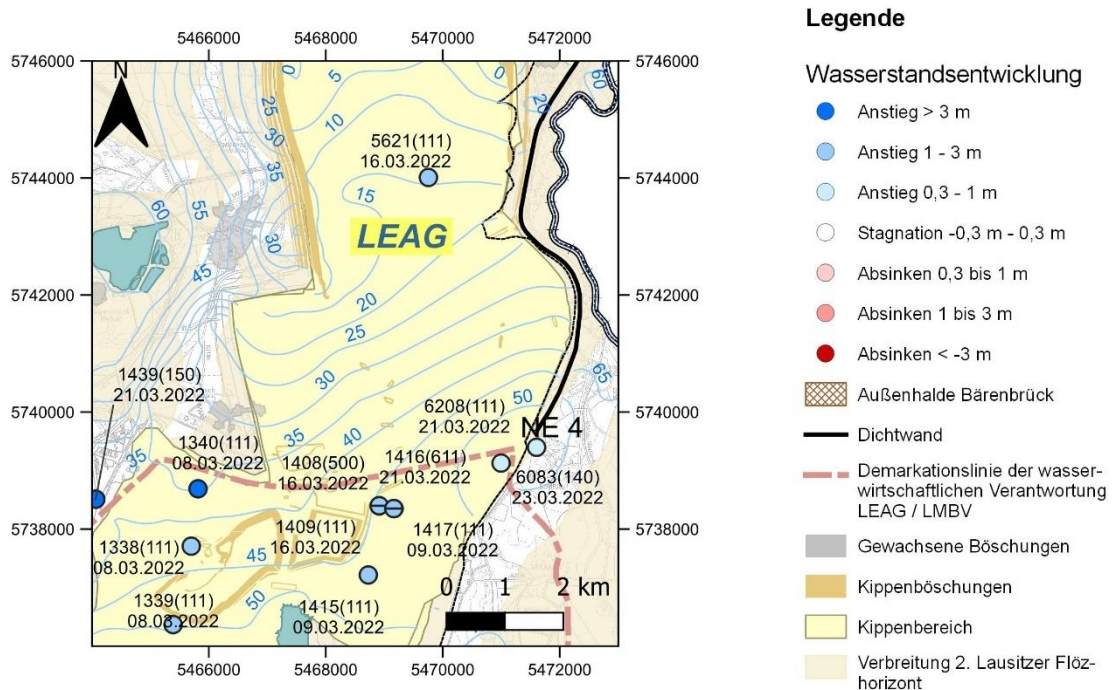 5466000 5468000 5470000 5472000
5746000 5746000
N
0
5
0
60
20
25
10
30
5621(111)
16.03.2022
35
5744000 5744000
15
60
55
LEAG
30
45
5742000 5742000
20
25
65
30
1439(150)
21.03.2022
50
5740000 5740000
6208(111)
21.03.2022
NE 4
35
40
1340(111)
08.03.2022
1408(500)
16.03.2022
1416(611)
21.03.2022
6083(140)
23.03.2022
35
5738000 5738000
1409(111)
16.03.2022
1417(111)
09.03.2022
1338(111)
08.03.2022
45
0 1 2 km
1339(111)
08.03.2022
50
1415(111)
09.03.2022
5466000 5468000 5470000 5472000
Legende
Wasserstandsentwicklung
Anstieg > 3 m
Anstieg 1 - 3 m
Anstieg 0,3 - 1 m
Stagnation -0,3 m - 0,3 m
Absinken 0,3 bis 1 m
Absinken 1 bis 3 m
Absinken < -3 m
Außenhalde Bärenbrück
Dichtwand
Demarkationslinie der wasser-
wirtschaftlichen Verantwortung
LEAG / LMBV
Gewachsene Böschungen
Kippenböschungen
Kippenbereich
Verbreitung 2. Lausitzer Flöz-
horizont